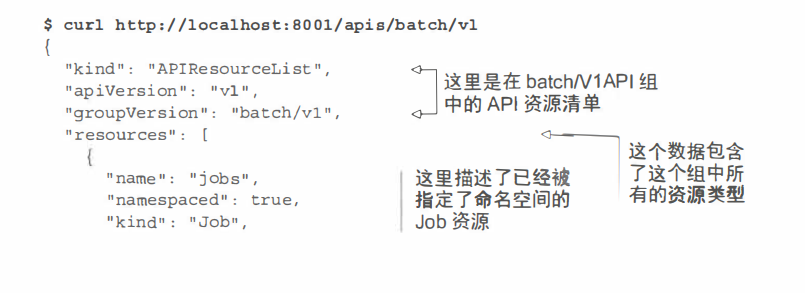 $ curl http://localhost:8001/apis/batch/v1
{
"kind": "APIResourceList",
"apiVersion": "v1",
"groupVersion": "batch/v1",
"resources": [
{
"name": "jobs",
"namespaced": true,
"kind": "Job",
这里是在 batch/V1API 组
中的 API 资源清单
这个数据包含
了这个组中所
有的资源类型
这里描述了已经被
指定了命名空间的
Job 资源